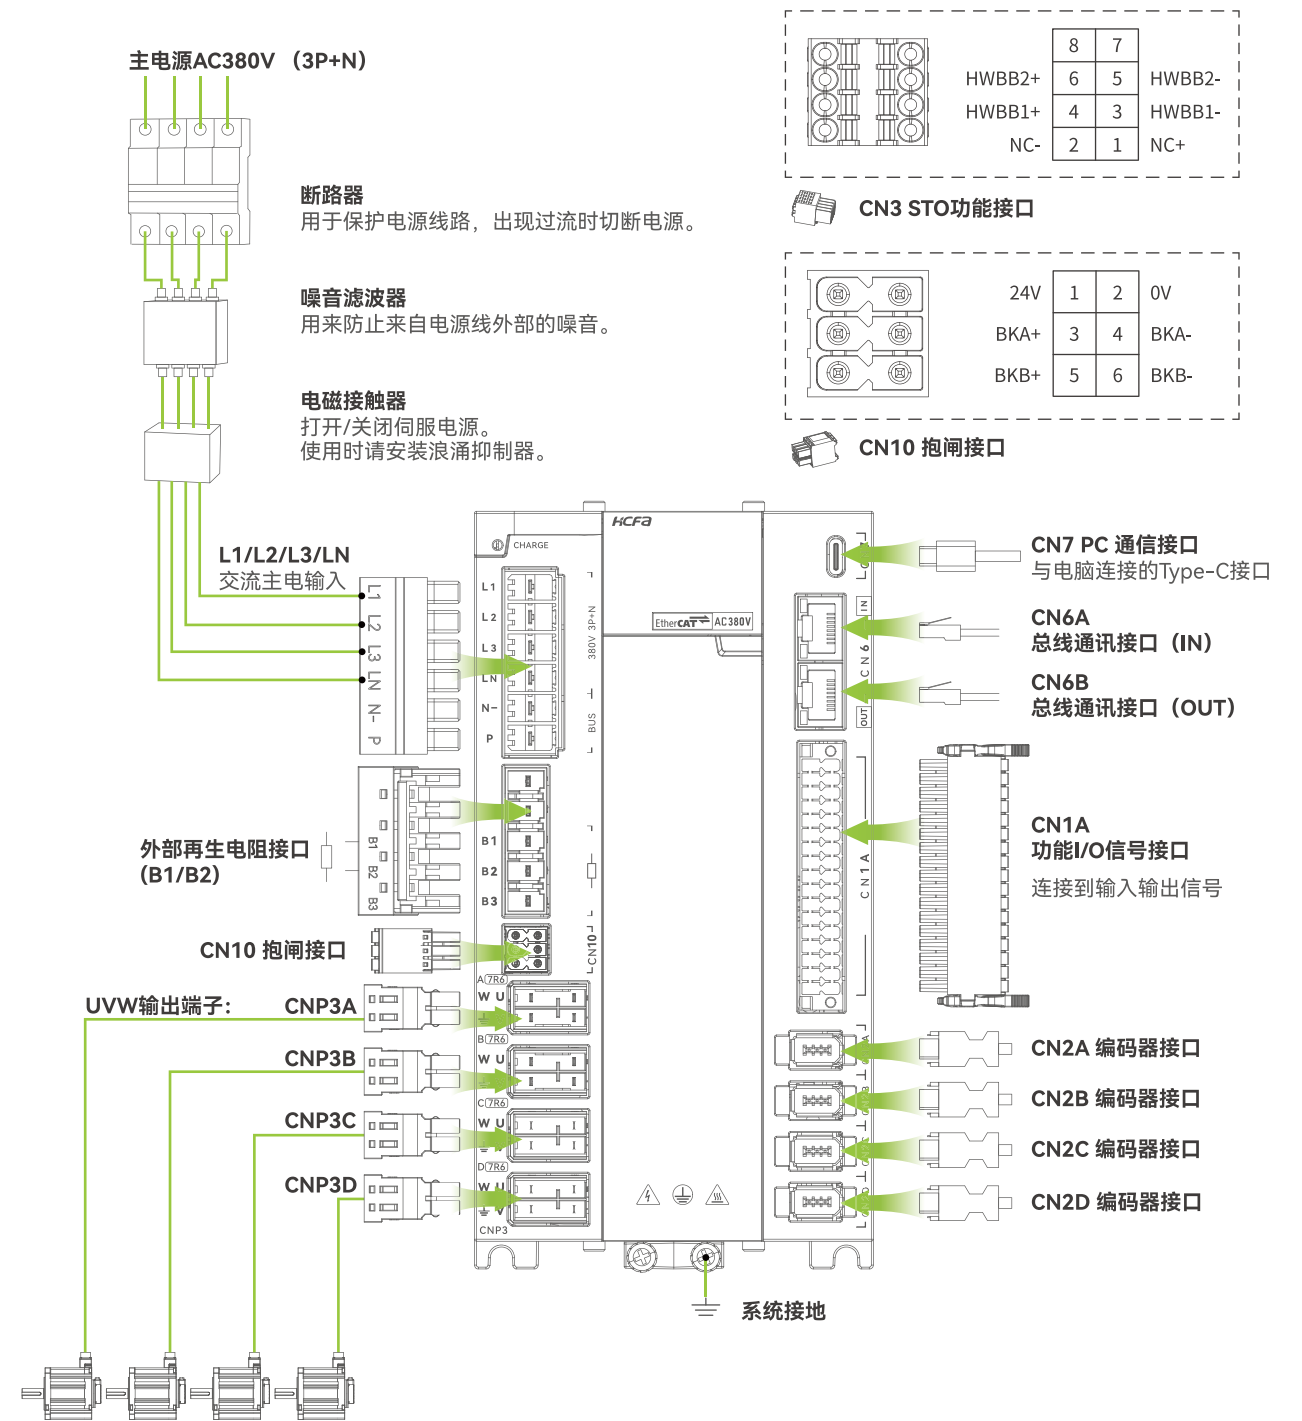 主电源AC380V （3P+N）
断路器
用于保护电源线路，出现过流时切断电源。
噪音滤波器
用来防止来自电源线外部的噪音。
电磁接触器
打开/关闭伺服电源。
使用时请安装浪涌抑制器。
8 7
HWBB2+ 6 5 HWBB2-
HWBB1+ 4 3 HWBB1-
NC- 2 1 NC+
CN3 STO功能接口
24V 1 2 0V
BKA+ 3 4 BKA-
BKB+ 5 6 BKB-
CN10 抱闸接口
L1/L2/L3/LN
交流主电输入
L1
L2
L3
LN
N-
P
外部再生电阻接口
(B1/B2)
B1
B2
B3
CN10 抱闸接口
UVW输出端子：
CNP3A
CNP3B
CNP3C
CNP3D
HCFA
CHARGE
L1
L2
L3
LN
N-
P
380V 3P+N
BUS
B1
B2
B3
CN10
A 7R6
W U
B 7R6
W U
C 7R6
W U
D 7R6
W U
V
CNP3
EtherCAT AC380V
IN
CN6
OUT
CN1A
CN7 PC 通信接口
与电脑连接的Type-C接口
CN6A
总线通讯接口（IN）
CN6B
总线通讯接口（OUT）
CN1A
功能I/O信号接口
连接到输入输出信号
CN2A 编码器接口
CN2B 编码器接口
CN2C 编码器接口
CN2D 编码器接口
系统接地